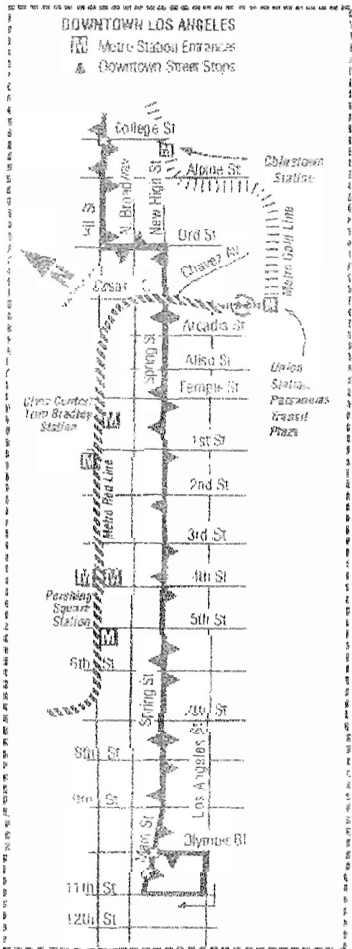 DOWNTOWN LOS ANGELES
M Metro Station Entrances
Downtown Street Stops
College St
Alpine St
Chinatown
Station
N Broadway
New High St
Hill St
Ord St
Metro Gold Line
Cesar
Chavez Av
Arcadia St
Spring St
Aliso St
Temple St
Union
Station
Patsaouras
Transit
Plaza
Civic Center/
Tom Bradley
Station
M
1st St
M
Metro Red Line
2nd St
3rd St
M M
4th St
Pershing
Square
Station
5th St
M
6th St
Spring St
7th St
8th St
Los Angeles St
9th St
Main St
Olympic Bl
11th St
12th St